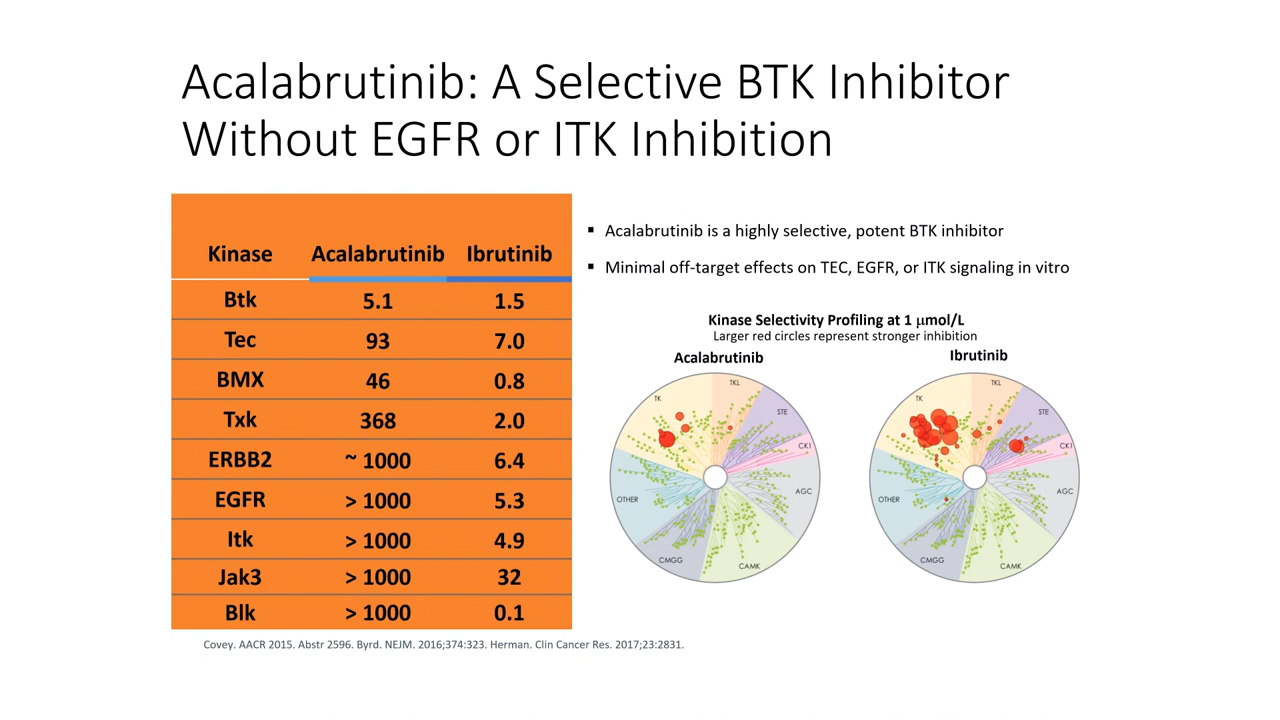 Acalabrutinib: A Selective BTK Inhibitor
Without EGFR or ITK Inhibition
Kinase Acalabrutinib Ibrutinib
Btk 5.1 1.5
Tec 93 7.0
BMX 46 0.8
Txk 368 2.0
ERBB2 ~ 1000 6.4
EGFR > 1000 5.3
Itk > 1000 4.9
Jak3 > 1000 32
Blk > 1000 0.1
▪ Acalabrutinib is a highly selective, potent BTK inhibitor
▪ Minimal off-target effects on TEC, EGFR, or ITK signaling in vitro
Kinase Selectivity Profiling at 1 μmol/L
Larger red circles represent stronger inhibition
Acalabrutinib
TKL
TK
STE
CK1
AGC
OTHER
CMGG
CAMK
Ibrutinib
TKL
TK
STE
CK1
AGC
OTHER
CMGG
CAMK
Covey. AACR 2015. Abstr 2596. Byrd. NEJM. 2016;374:323. Herman. Clin Cancer Res. 2017;23:2831.